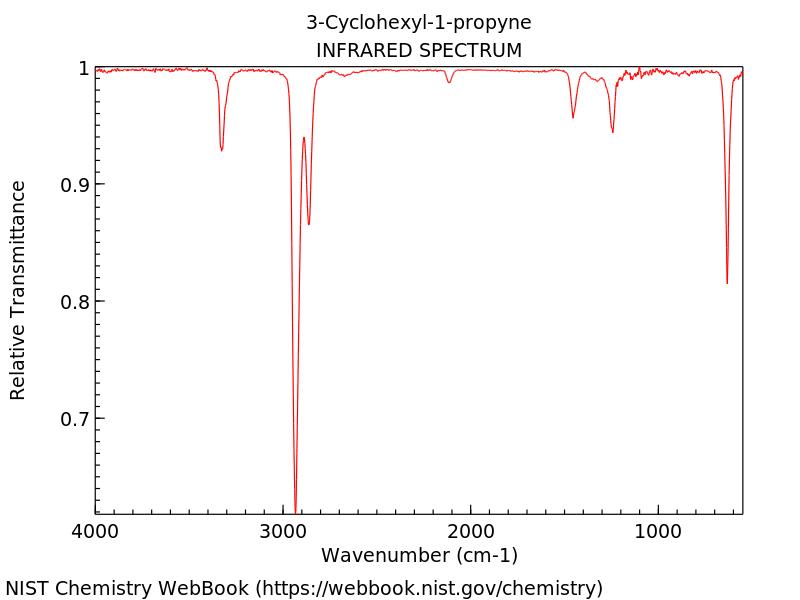 3-Cyclohexyl-1-propyne
INFRARED SPECTRUM
1
0.9
0.8
0.7
Relative Transmittance
4000 3000 2000 1000
Wavenumber (cm-1)
NIST Chemistry WebBook (https://webbook.nist.gov/chemistry)